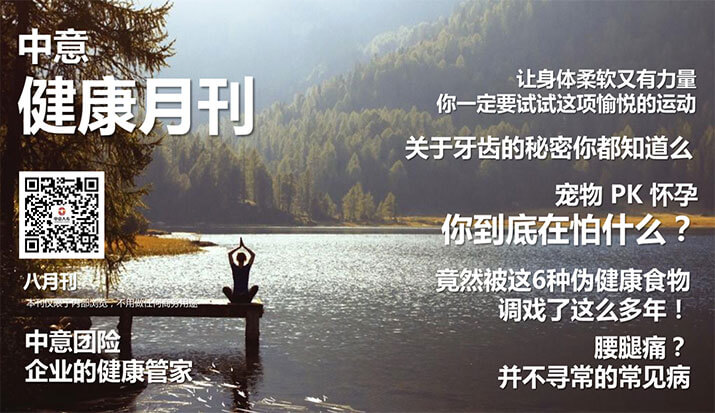 中意
健康月刊
八月刊
本刊仅限于内部浏览，不用做任何商务用途
中意团险
企业的健康管家
让身体柔软又有力量
你一定要试试这项愉悦的运动
关于牙齿的秘密你都知道么
宠物 PK 怀孕
你到底在怕什么？
竟然被这6种伪健康食物
调戏了这么多年！
腰腿痛？
并不寻常的常见病